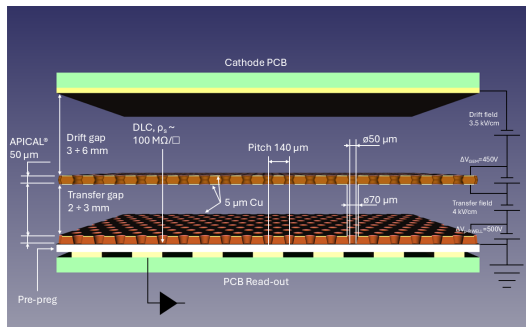 Cathode PCB
Drift field
3.5 kV/cm
DLC, ρs ~
100 MΩ/□
ø50 µm
Drift gap
3 ÷ 6 mm
APICAL®
50 µm
Pitch 140 µm
ΔVGEM=450V
Transfer gap
2 ÷ 3 mm
5 µm Cu
ø70 µm
Transfer field
4 kV/cm
=500V
Pre-preg
PCB Read-out